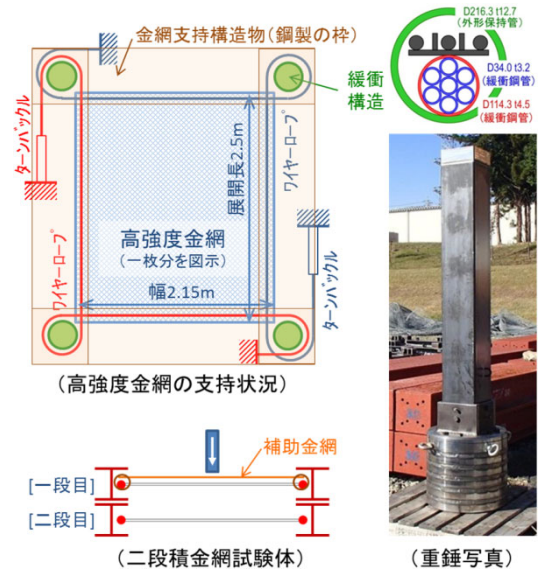 金網支持構造物(鋼製の枠)
緩衝
構造
D216.3 t12.7
(外形保持管)
D34.0 t3.2
(緩衝鋼管)
D114.3 t4.5
(緩衝鋼管)
ターンバックル
ワイヤーロープ
展開長2.5m
ワイヤーロープ
高強度金網
(一枚分を図示)
幅2.15m
ターンバックル
(高強度金網の支持状況)
補助金網
[一段目]
[二段目]
(二段積金網試験体)
(重錘写真)